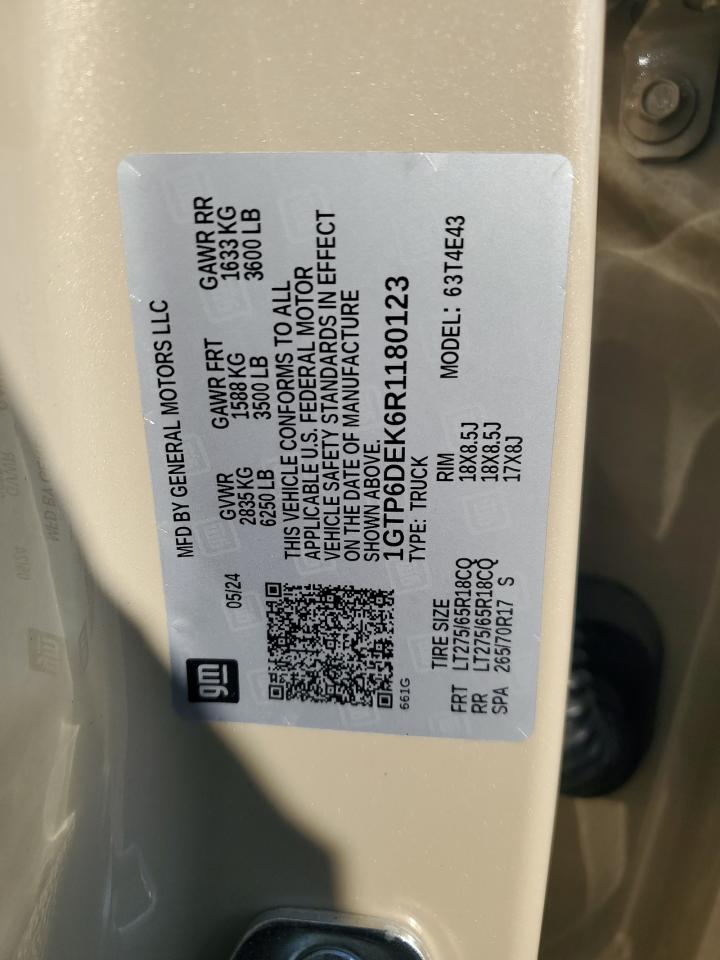 gm
MFD BY GENERAL MOTORS LLC
05/24
GVWR GAWR FRT GAWR RR
2835 KG 1588 KG 1633 KG
6250 LB 3500 LB 3600 LB
THIS VEHICLE CONFORMS TO ALL
APPLICABLE U.S. FEDERAL MOTOR
VEHICLE SAFETY STANDARDS IN EFFECT
ON THE DATE OF MANUFACTURE
SHOWN ABOVE.
1GTP6DEK6R1180123
TYPE: TRUCK
661G
TIRE SIZE RIM MODEL: 63T4E43
FRT LT275/65R18CQ 18X8.5J
RR LT275/65R18CQ 18X8.5J
SPA 265/70R17 S 17X8J